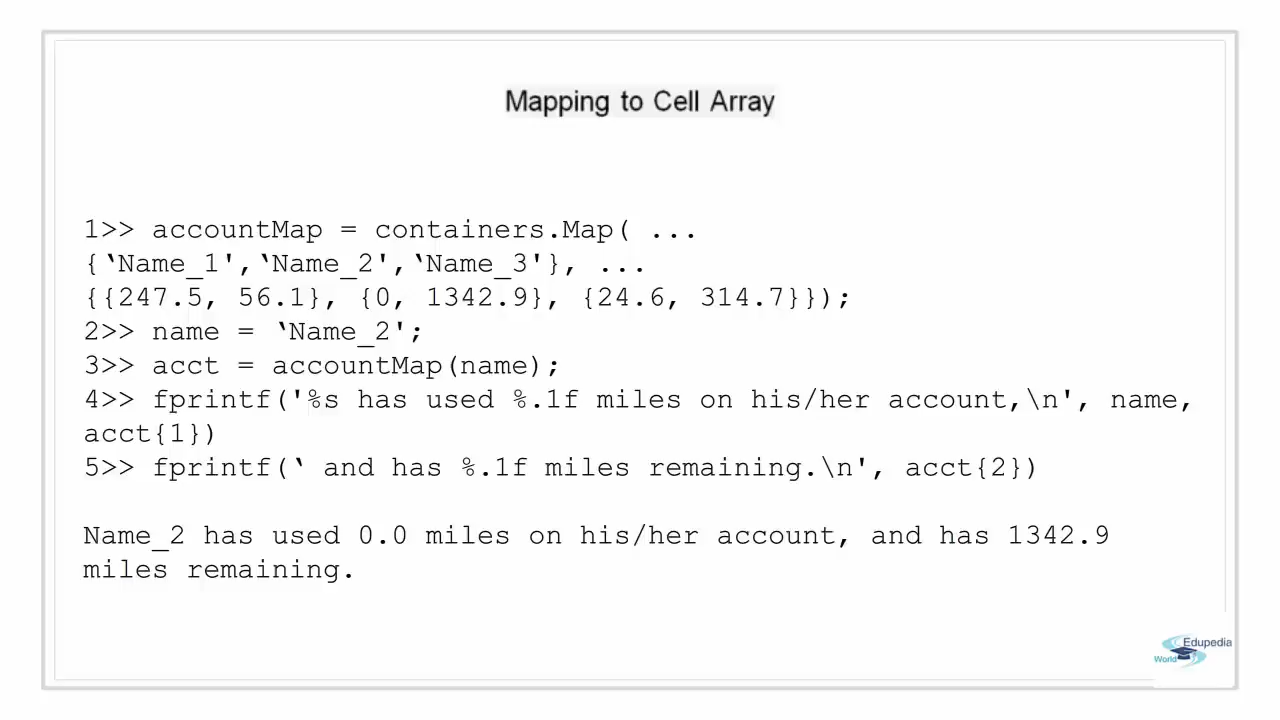 Mapping to Cell Array
1>> accountMap = containers.Map( ...
{‘Name_1',‘Name_2',‘Name_3'}, ...
{{247.5, 56.1}, {0, 1342.9}, {24.6, 314.7}});
2>> name = ‘Name_2';
3>> acct = accountMap(name);
4>> fprintf('%s has used %.1f miles on his/her account,\n', name,
acct{1})
5>> fprintf(‘ and has %.1f miles remaining.\n', acct{2})
Name_2 has used 0.0 miles on his/her account, and has 1342.9
miles remaining.
Edupedia
World